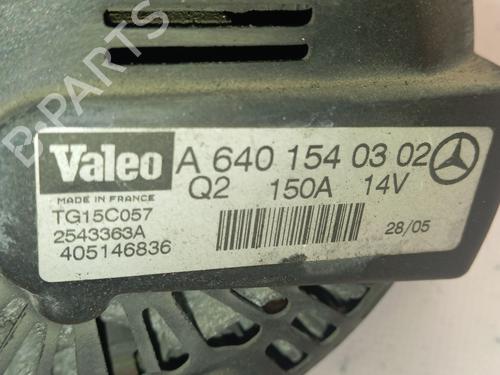 B-PARTS
Valeo A 640 154 03 02
MADE IN FRANCE Q2 150A 14V
TG15C057
2543363A 28/05
405146836